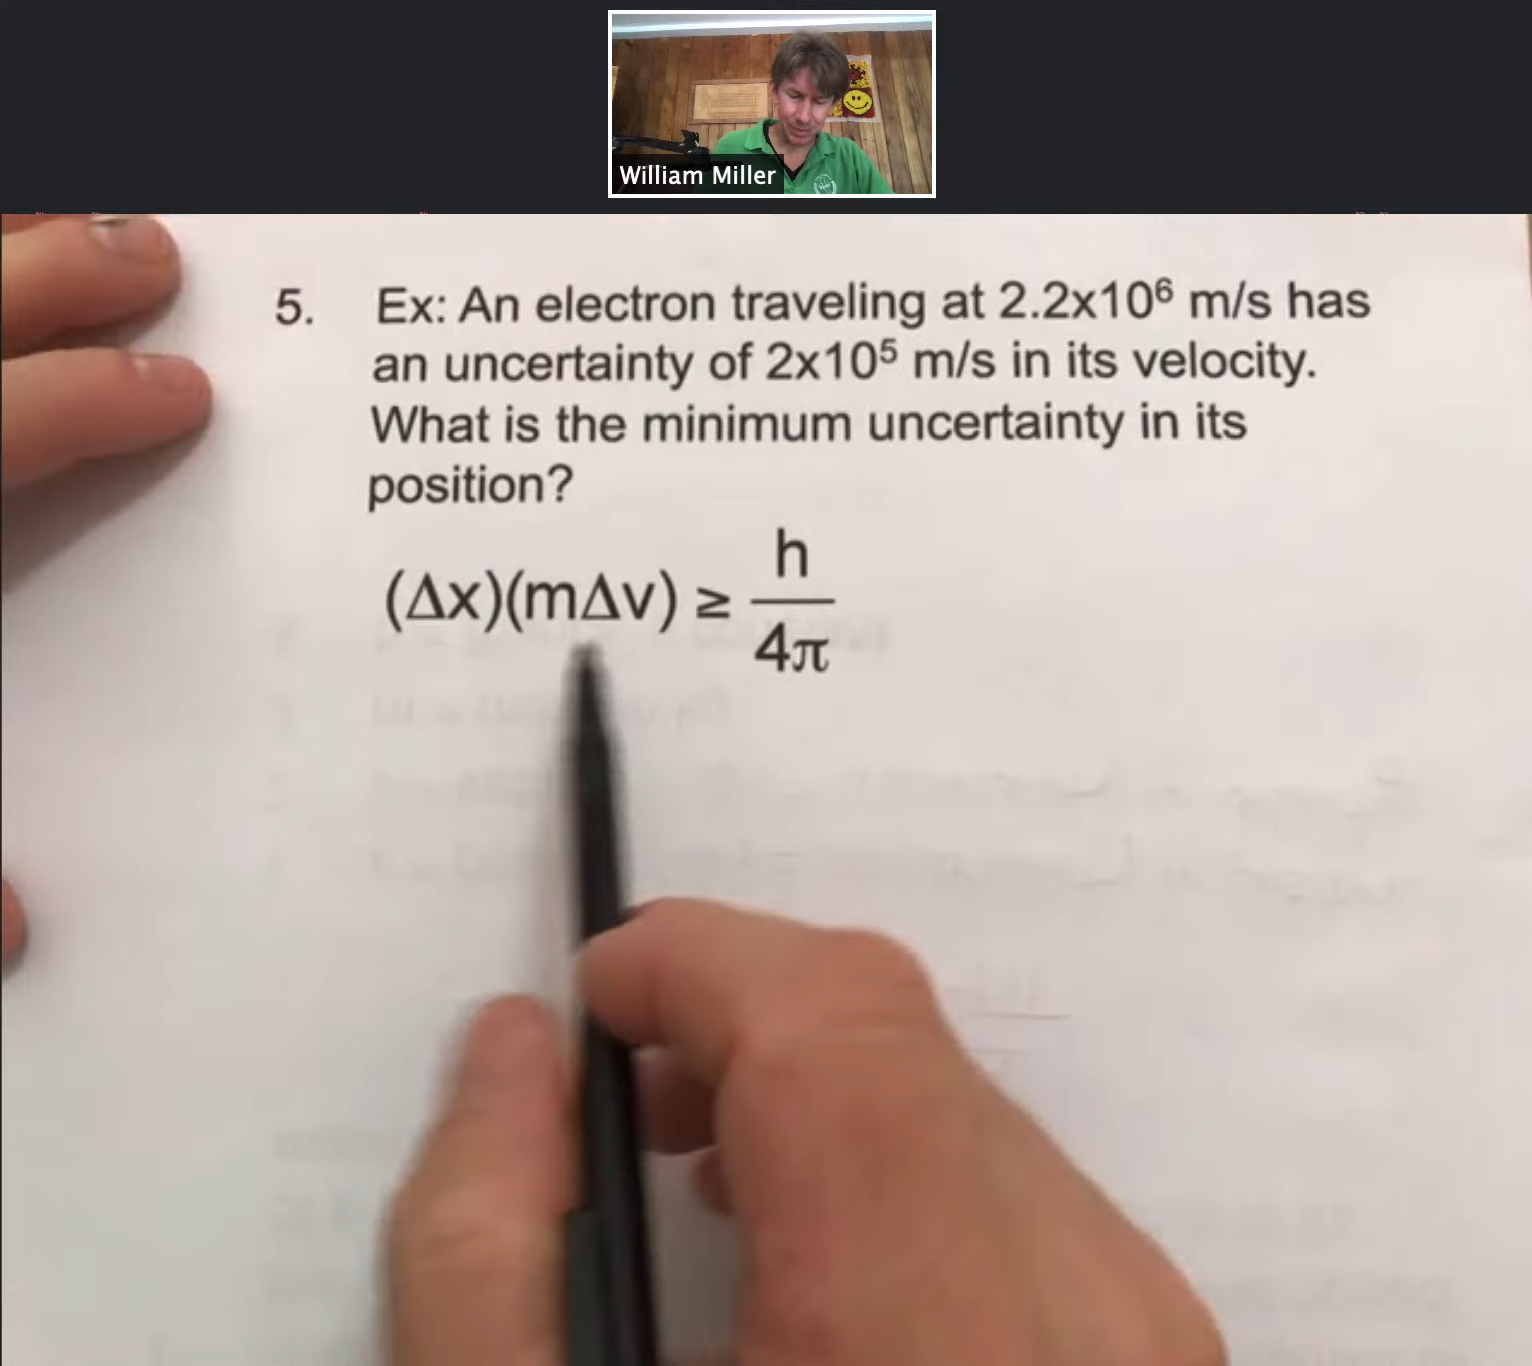 William Miller
5. Ex: An electron traveling at 2.2x10⁶ m/s has
an uncertainty of 2x10⁵ m/s in its velocity.
What is the minimum uncertainty in its
position?
(Δx)(mΔv) ≥ h/4π